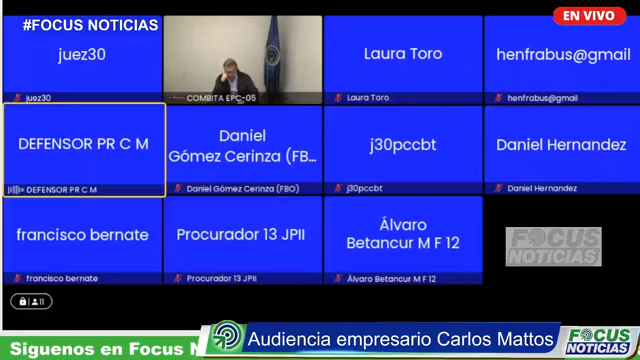 #FOCUS NOTICIAS
EN VIVO
juez30
Laura Toro
henfrabus@gmail
juez30
COMBITA EPC-05
Laura Toro
henfrabus@gmail
DEFENSOR PR C M
Daniel
Gómez Cerinza (FB...
j30pccbt
Daniel Hernandez
DEFENSOR PR C M
Daniel Gómez Cerinza (FBO)
j30pccbt
Daniel Hernandez
francisco bernate
Procurador 13 JPII
Álvaro
Betancur M F 12
FOCUS
NOTICIAS
francisco bernate
Procurador 13 JPII
Álvaro Betancur M F 12
11
Audiencia empresario Carlos Mattos
Siguenos en Focus N
FOCUS
NOTICIAS